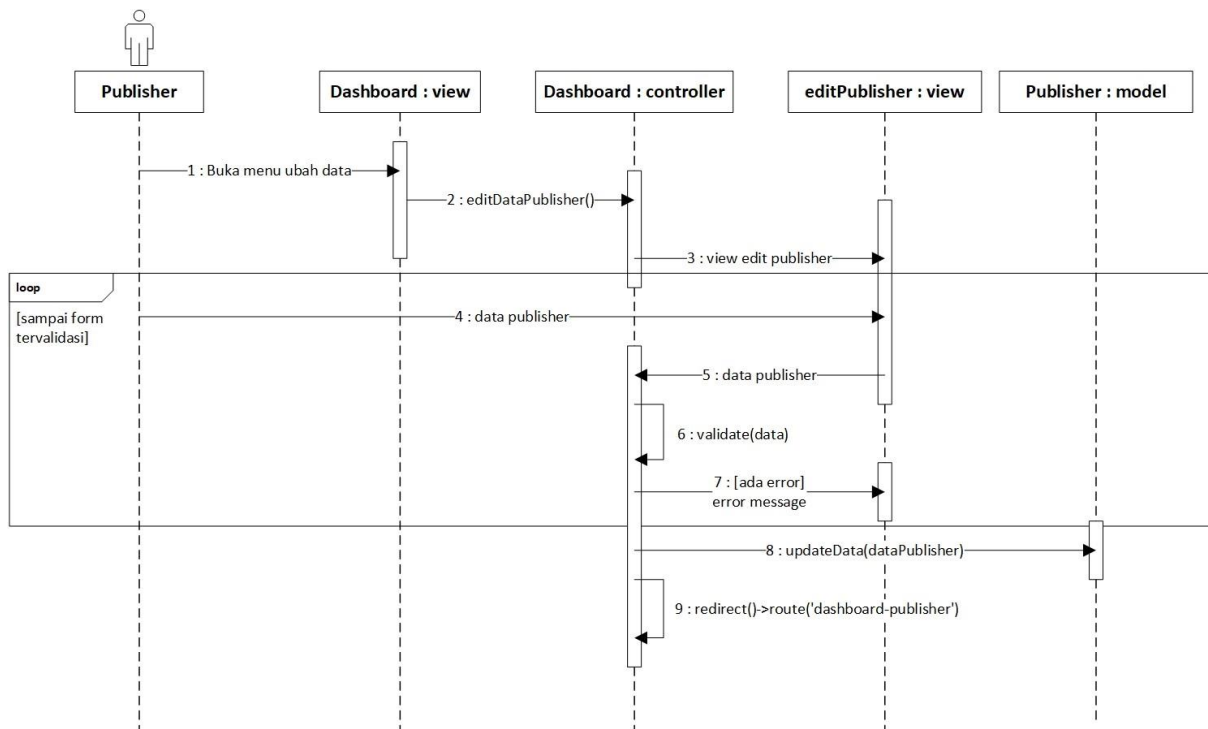 Publisher
Dashboard : view
Dashboard : controller
editPublisher : view
Publisher : model
1 : Buka menu ubah data
2 : editDataPublisher()
3 : view edit publisher
loop
[sampai form
tervalidasi]
4 : data publisher
5 : data publisher
6 : validate(data)
7 : [ada error]
error message
8 : updateData(dataPublisher)
9 : redirect()->route('dashboard-publisher')